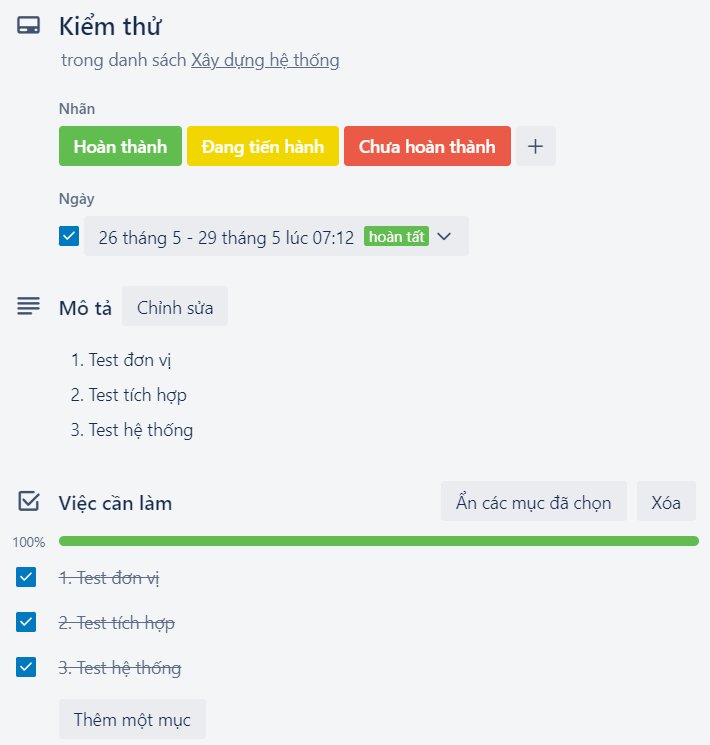 Kiểm thử
trong danh sách Xây dựng hệ thống
Nhãn
Hoàn thành Đang tiến hành Chưa hoàn thành
Ngày
26 tháng 5 - 29 tháng 5 lúc 07:12 hoàn tất
Mô tả Chỉnh sửa
1. Test đơn vị
2. Test tích hợp
3. Test hệ thống
Việc cần làm Ẩn các mục đã chọn Xóa
100%
1. Test đơn vị
2. Test tích hợp
3. Test hệ thống
Thêm một mục